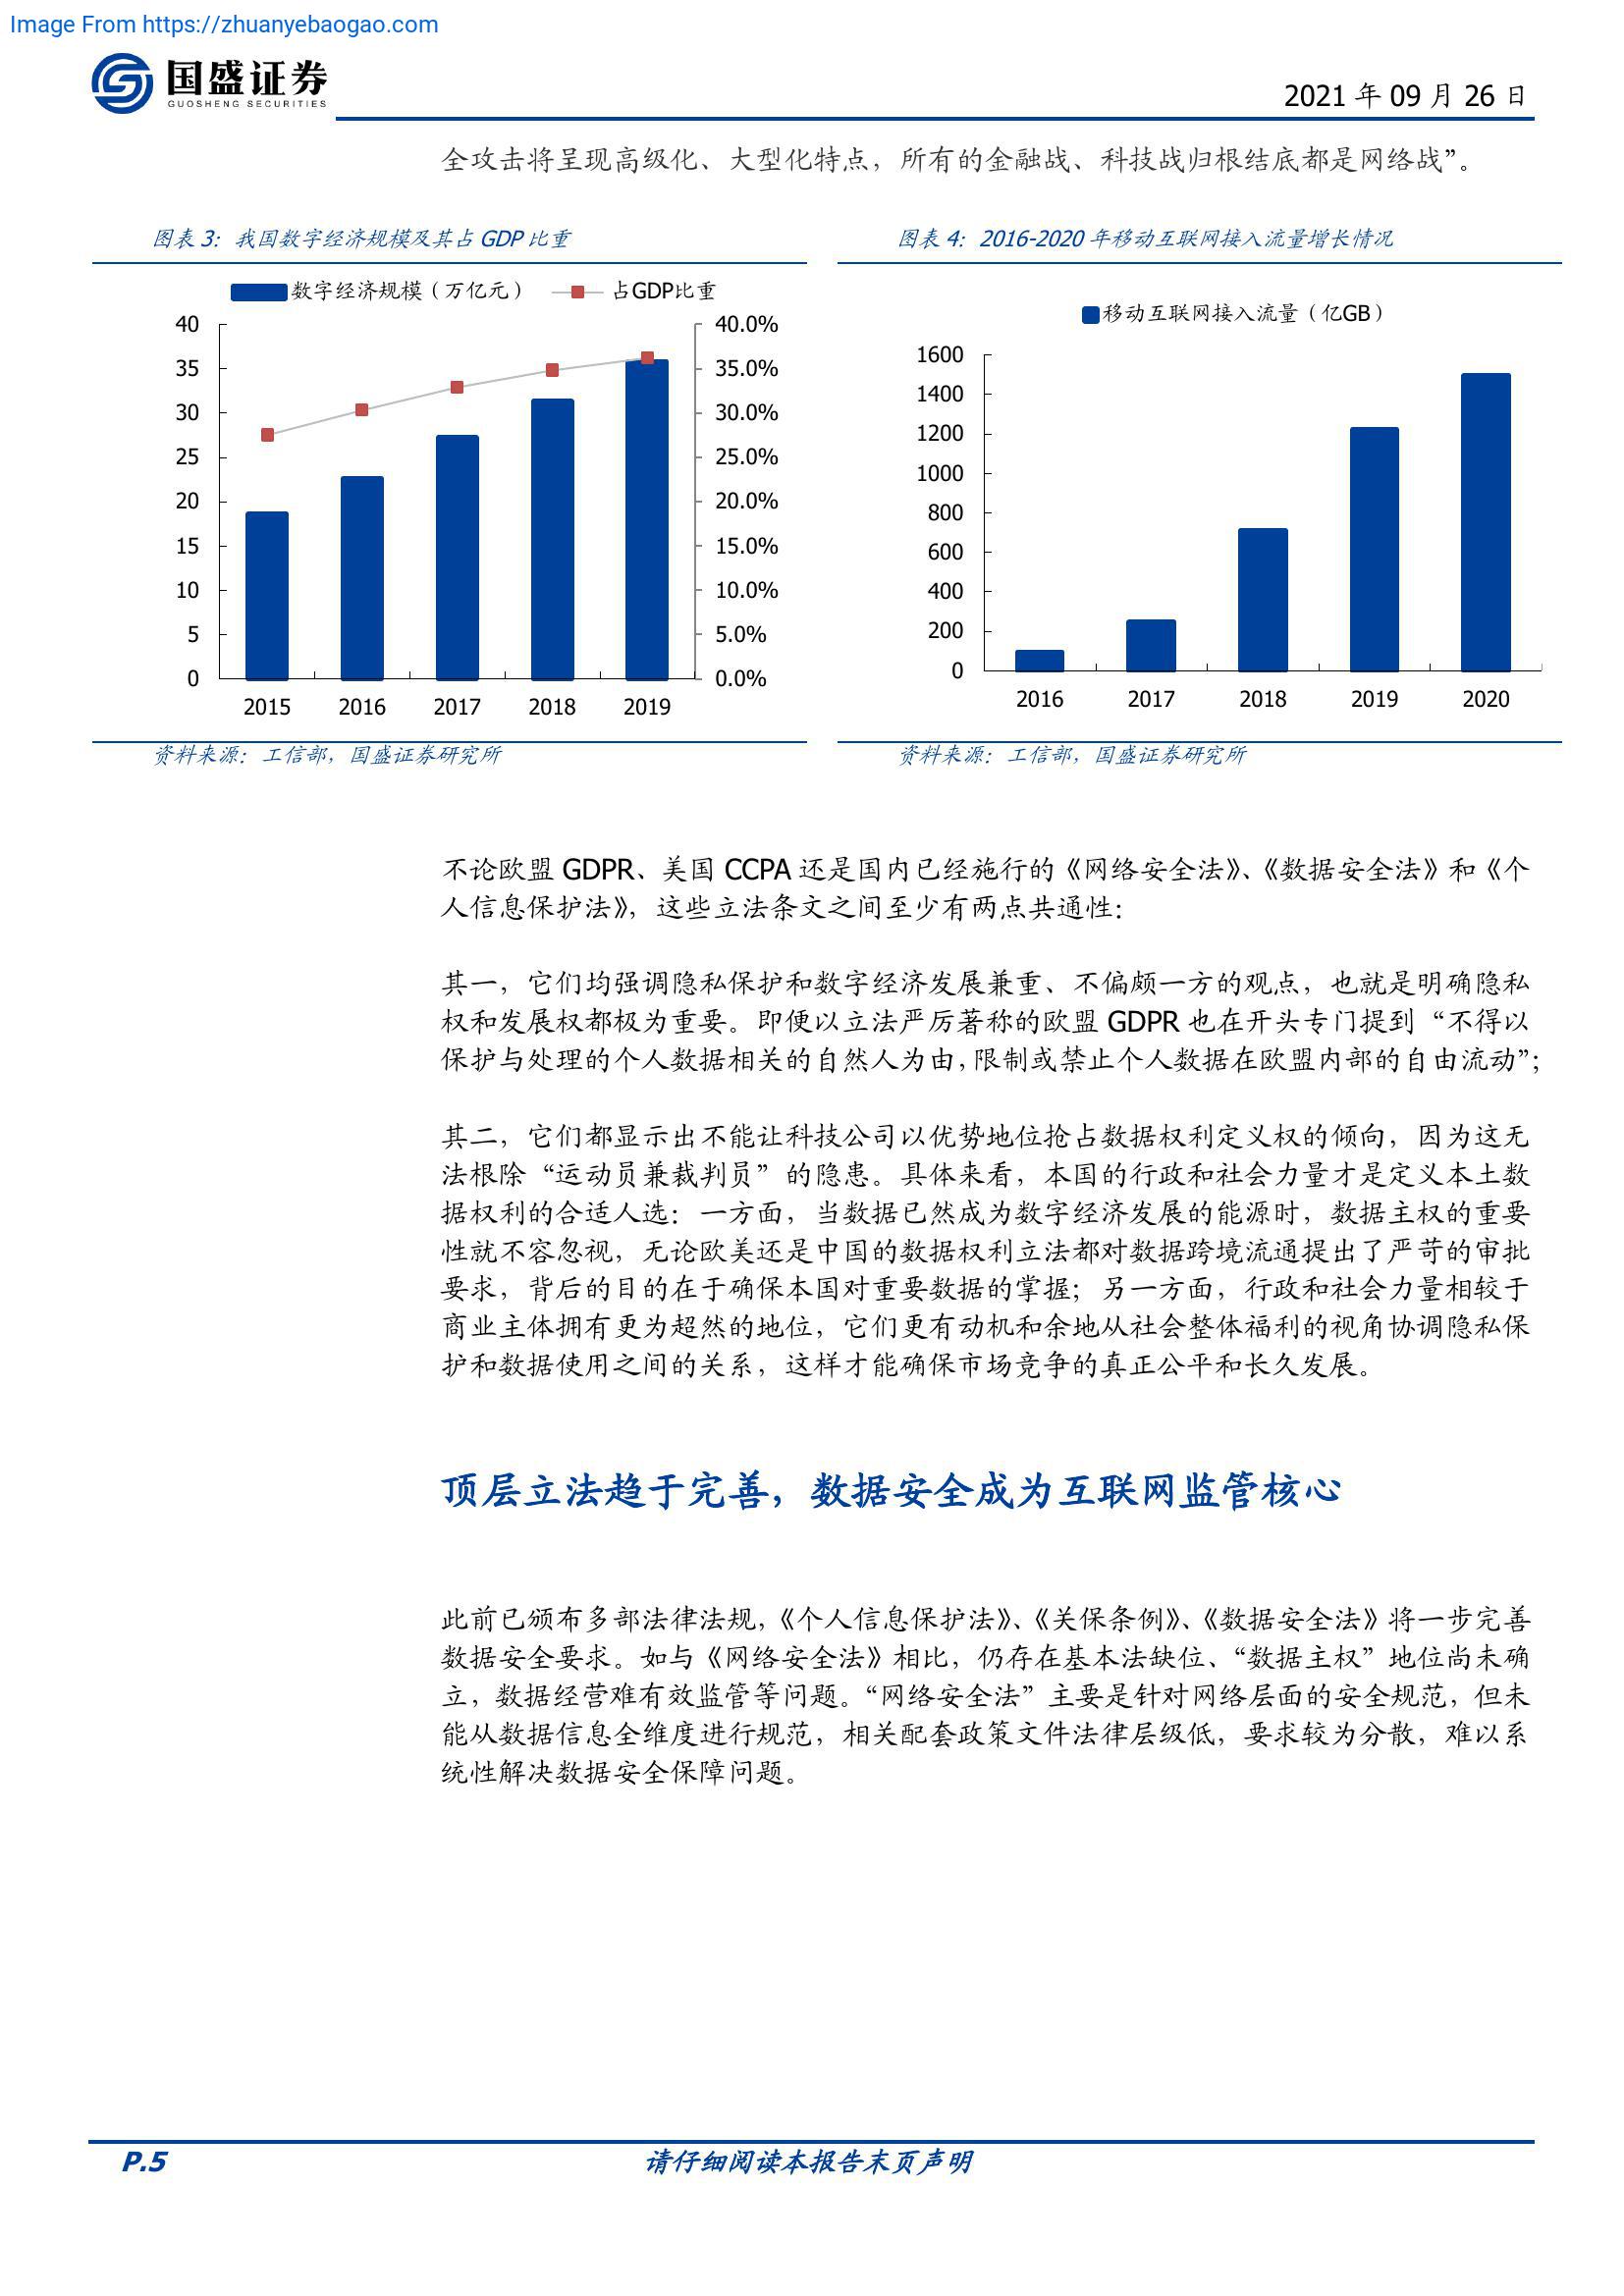 Image From https://zhuanyebaogao.com
国盛证券
GUOSHENG SECURITIES
2021 年 09 月 26 日
全攻击将呈现高级化、大型化特点，所有的金融战、科技战归根结底都是网络战”。
图表 3：我国数字经济规模及其占 GDP 比重
数字经济规模（万亿元） 占GDP比重
40 40.0%
35 35.0%
30 30.0%
25 25.0%
20 20.0%
15 15.0%
10 10.0%
5 5.0%
0 0.0%
2015 2016 2017 2018 2019
资料来源：工信部，国盛证券研究所
图表 4：2016-2020 年移动互联网接入流量增长情况
移动互联网接入流量（亿GB）
1600
1400
1200
1000
800
600
400
200
0
2016 2017 2018 2019 2020
资料来源：工信部，国盛证券研究所
不论欧盟 GDPR、美国 CCPA 还是国内已经施行的《网络安全法》、《数据安全法》和《个
人信息保护法》，这些立法条文之间至少有两点共通性：
其一，它们均强调隐私保护和数字经济发展兼重、不偏颇一方的观点，也就是明确隐私
权和发展权都极为重要。即便以立法严厉著称的欧盟 GDPR 也在开头专门提到“不得以
保护与处理的个人数据相关的自然人为由，限制或禁止个人数据在欧盟内部的自由流动”；
其二，它们都显示出不能让科技公司以优势地位抢占数据权利定义权的倾向，因为这无
法根除“运动员兼裁判员”的隐患。具体来看，本国的行政和社会力量才是定义本土数
据权利的合适人选：一方面，当数据已然成为数字经济发展的能源时，数据主权的重要
性就不容忽视，无论欧美还是中国的数据权利立法都对数据跨境流通提出了严苛的审批
要求，背后的目的在于确保本国对重要数据的掌握；另一方面，行政和社会力量相较于
商业主体拥有更为超然的地位，它们更有动机和余地从社会整体福利的视角协调隐私保
护和数据使用之间的关系，这样才能确保市场竞争的真正公平和长久发展。
顶层立法趋于完善，数据安全成为互联网监管核心
此前已颁布多部法律法规，《个人信息保护法》、《关保条例》、《数据安全法》将一步完善
数据安全要求。如与《网络安全法》相比，仍存在基本法缺位、“数据主权”地位尚未确
立，数据经营难有效监管等问题。“网络安全法”主要是针对网络层面的安全规范，但未
能从数据信息全维度进行规范，相关配套政策文件法律层级低，要求较为分散，难以系
统性解决数据安全保障问题。
P.5
请仔细阅读本报告末页声明